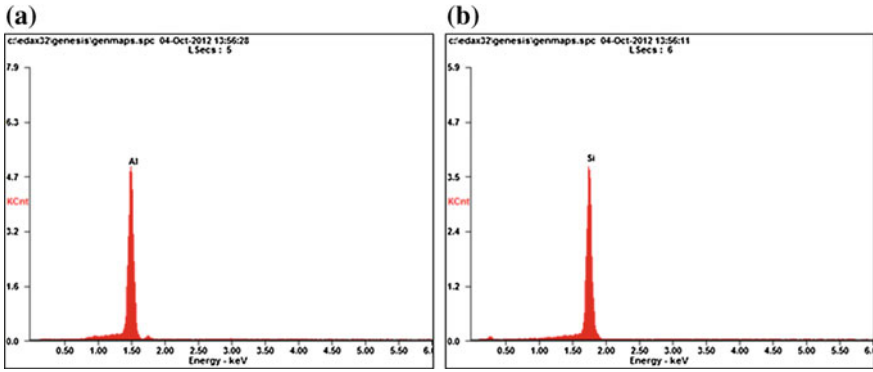 (a)
c:\edax32\genesis\genmaps.spc 04-Oct-2012 13:56:28
LSecs : 5
7.9
6.3
Al
4.7
KCnt
3.2
1.6
0.0
0.50 1.00 1.50 2.00 2.50 3.00 3.50 4.00 4.50 5.00 5.50 6.0
Energy - keV
(b)
c:\edax32\genesis\genmaps.spc 04-Oct-2012 13:56:11
LSecs : 6
5.9
4.7
Si
3.5
KCnt
2.4
1.2
0.0
0.50 1.00 1.50 2.00 2.50 3.00 3.50 4.00 4.50 5.00 5.50 6.0
Energy - keV